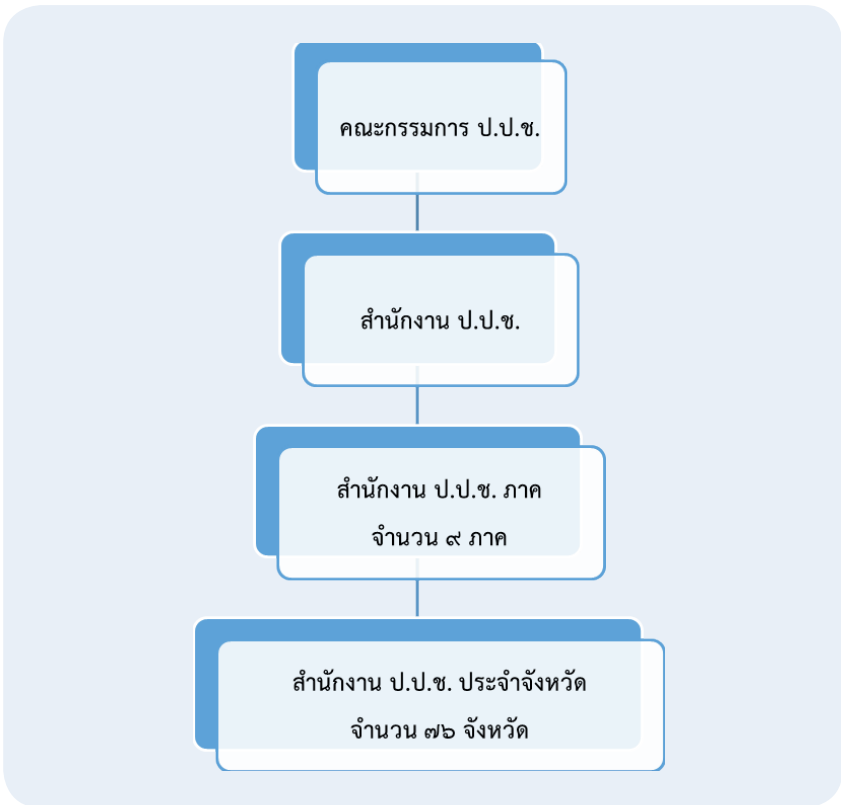 คณะกรรมการ ป.ป.ช.
สำนักงาน ป.ป.ช.
สำนักงาน ป.ป.ช. ภาค
จำนวน ๙ ภาค
สำนักงาน ป.ป.ช. ประจำจังหวัด
จำนวน ๗๖ จังหวัด